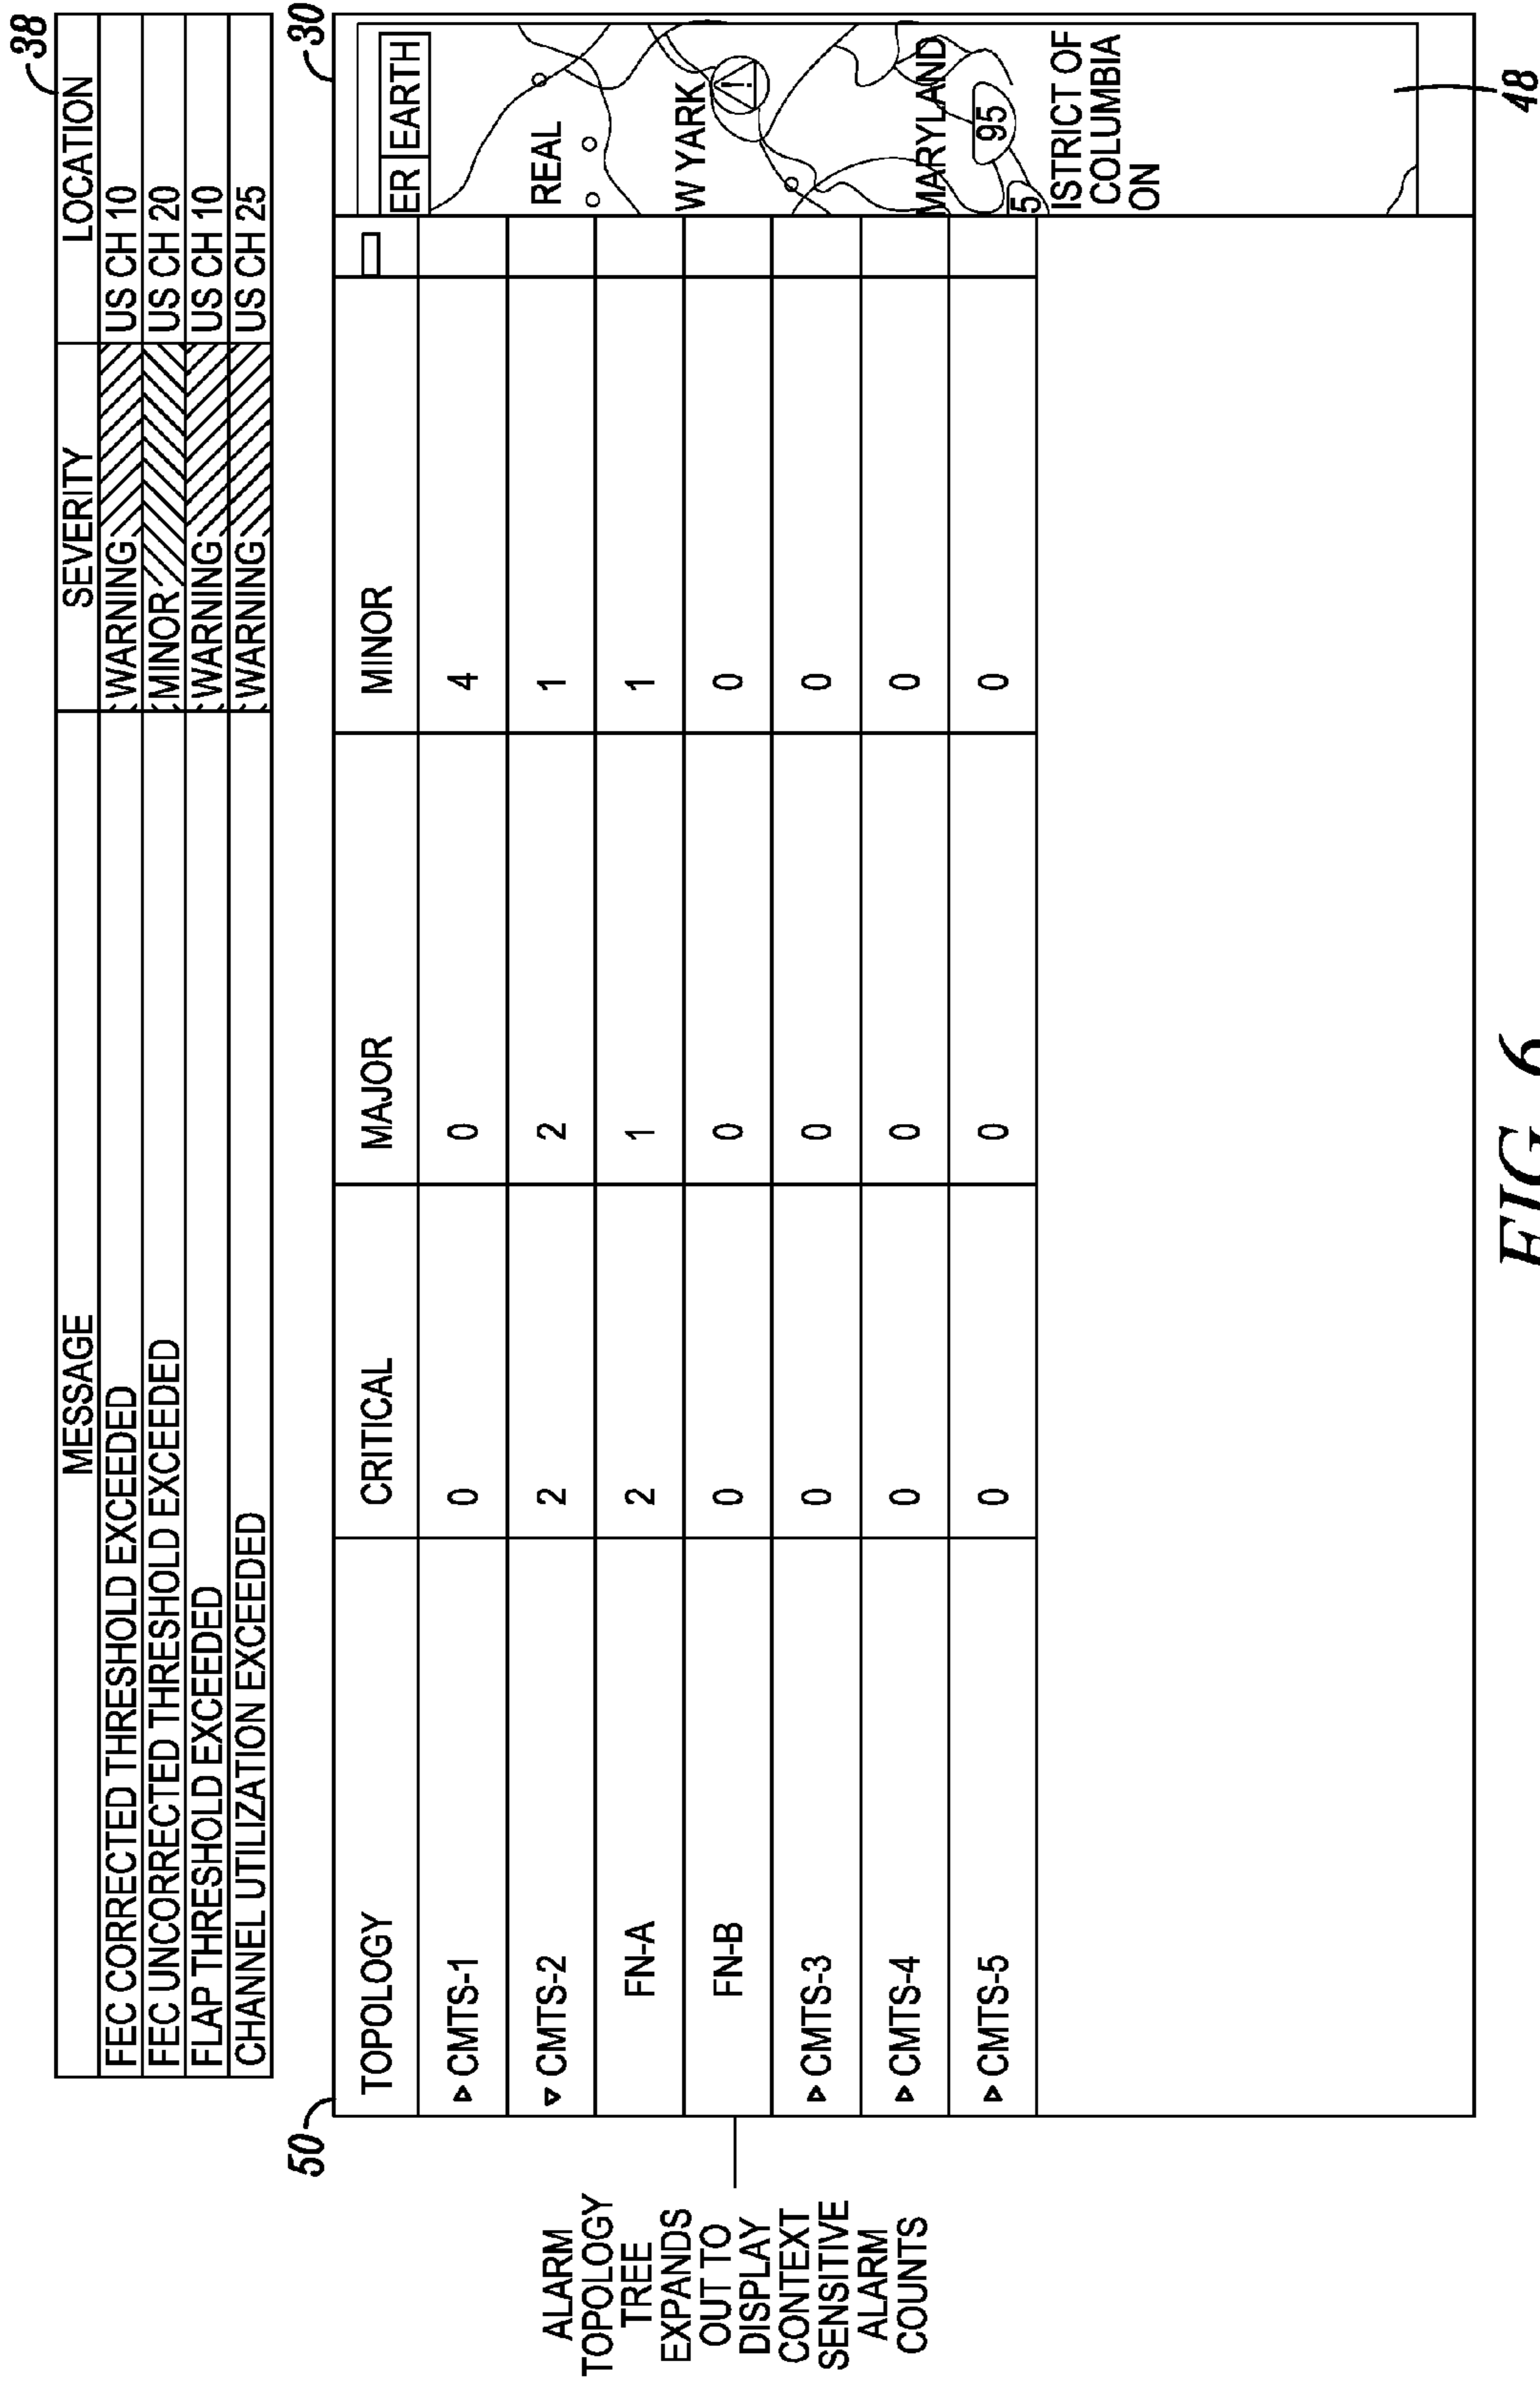 38
MESSAGE SEVERITY LOCATION
FEC CORRECTED THRESHOLD EXCEEDED WARNING US CH 10
FEC UNCORRECTED THRESHOLD EXCEEDED MINOR US CH 20
FLAP THRESHOLD EXCEEDED WARNING US CH 10
CHANNEL UTILIZATION EXCEEDED WARNING US CH 25
50
30
TOPOLOGY CRITICAL MAJOR MINOR
CMTS-1 0 0 4
CMTS-2 2 2 1
FN-A 2 1 1
FN-B 0 0 0
CMTS-3 0 0 0
CMTS-4 0 0 0
CMTS-5 0 0 0
ER EARTH
REAL
W YARK
!
MARYLAND
95
5
ISTRICT OF
COLUMBIA
ON
48
ALARM
TOPOLOGY
TREE
EXPANDS
OUT TO
DISPLAY
CONTEXT
SENSITIVE
ALARM
COUNTS
FIG. 6